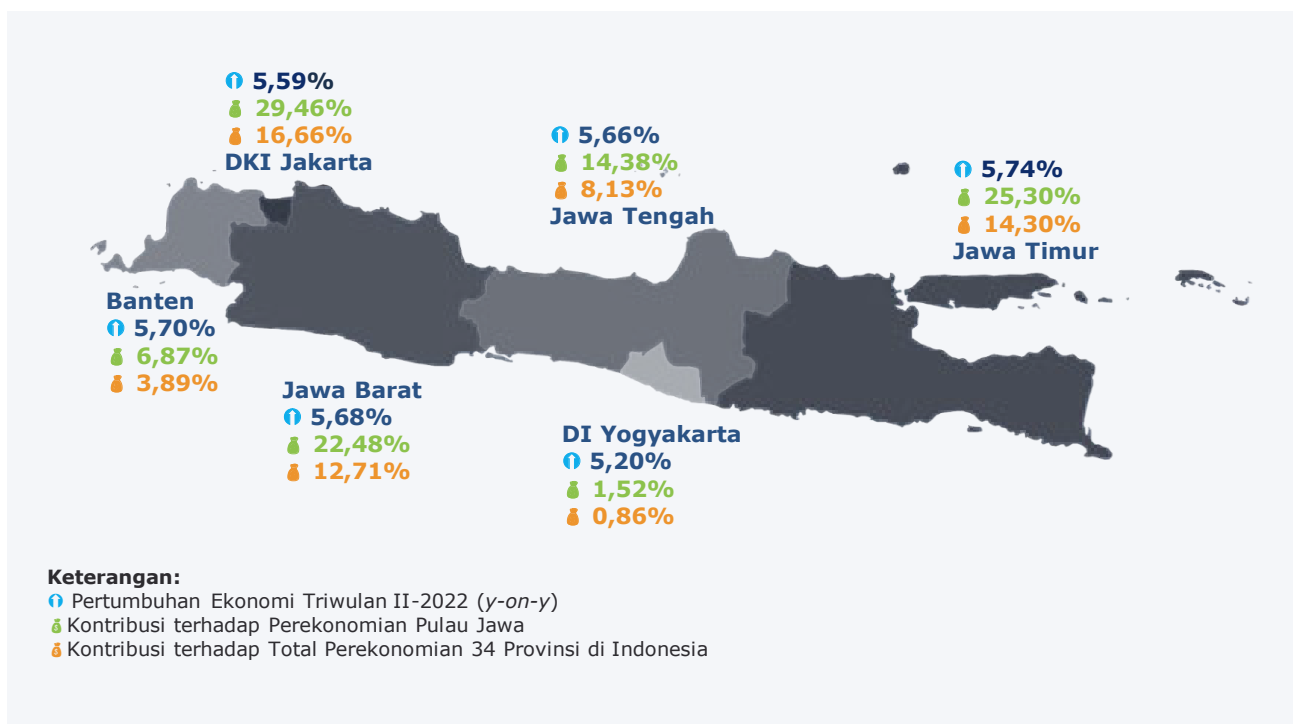 5,59%
29,46%
16,66%
DKI Jakarta
5,66%
14,38%
8,13%
Jawa Tengah
5,74%
25,30%
14,30%
Jawa Timur
Banten
5,70%
6,87%
3,89%
Jawa Barat
5,68%
22,48%
12,71%
DI Yogyakarta
5,20%
1,52%
0,86%
Keterangan:
Pertumbuhan Ekonomi Triwulan II-2022 (y-on-y)
Kontribusi terhadap Perekonomian Pulau Jawa
Kontribusi terhadap Total Perekonomian 34 Provinsi di Indonesia